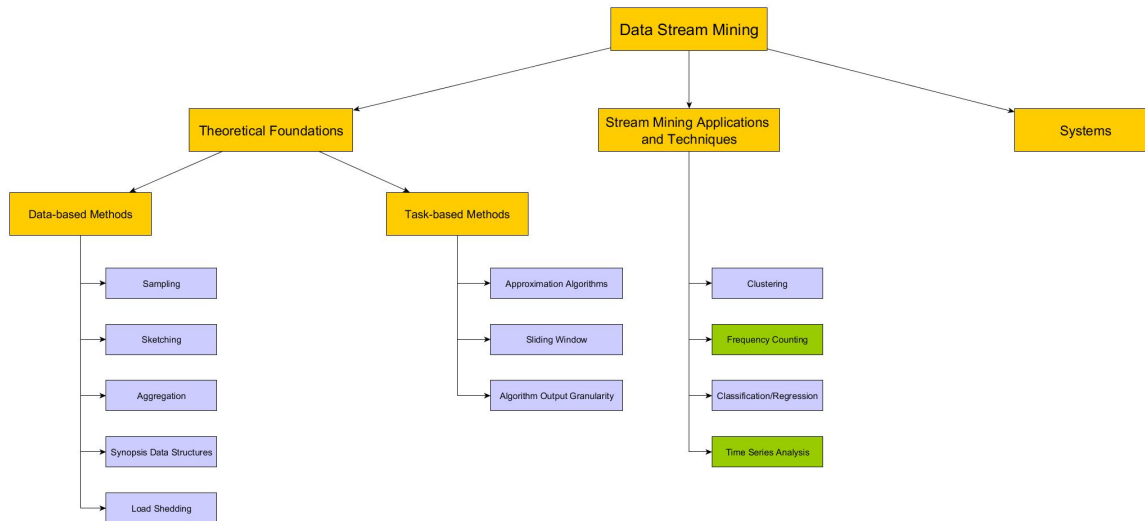 Data Stream Mining
Theoretical Foundations
Stream Mining Applications
and Techniques
Systems
Data-based Methods
Task-based Methods
Sampling
Sketching
Aggregation
Synopsis Data Structures
Load Shedding
Approximation Algorithms
Sliding Window
Algorithm Output Granularity
Clustering
Frequency Counting
Classification/Regression
Time Series Analysis